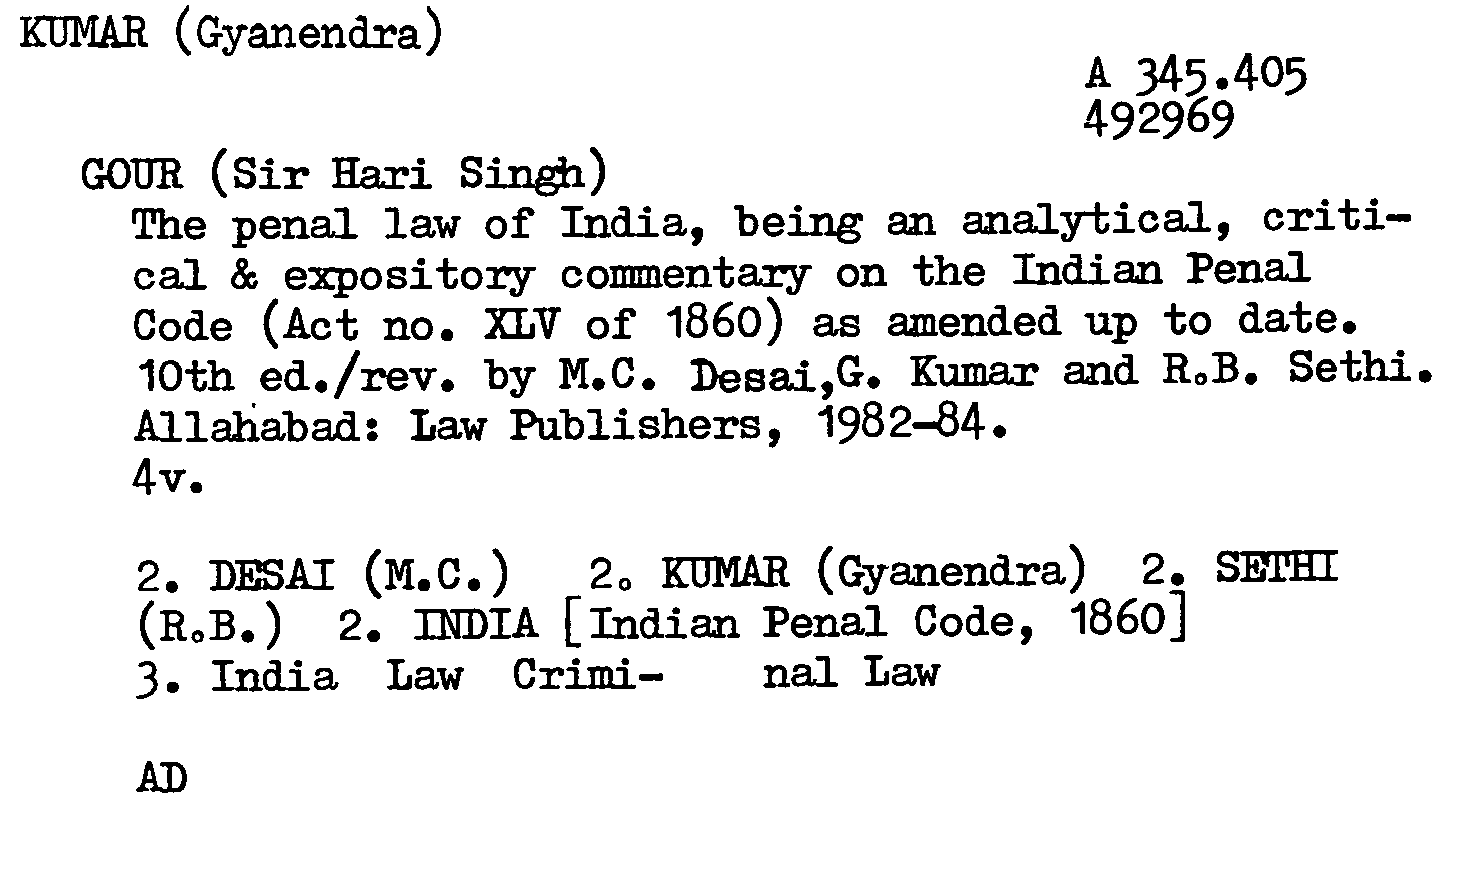 KUMAR (Gyanendra)
A 345.405
492969
GOUR (Sir Hari Singh)
The penal law of India, being an analytical, criti-
cal & expository commentary on the Indian Penal
Code (Act no. XLV of 1860) as amended up to date.
10th ed./rev. by M.C. Desai,G. Kumar and R.B. Sethi.
Allahabad: Law Publishers, 1982-84.
4v.
2. DESAI (M.C.) 2. KUMAR (Gyanendra) 2. SETHI
(R.B.) 2. INDIA [Indian Penal Code, 1860]
3. India Law Crimi- nal Law
AD